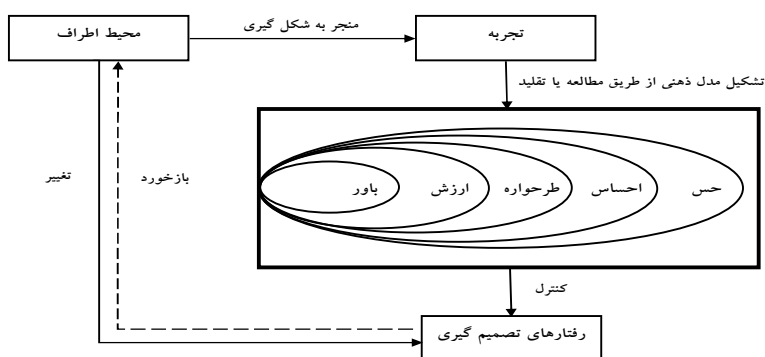 محیط اطراف
منجر به شکل گیری
تجربه
تشکیل مدل ذهنی از طریق مطالعه یا تقلید
تغییر
بازخورد
باور
ارزش
طرحواره
احساس
حس
کنترل
رفتارهای تصمیم گیری